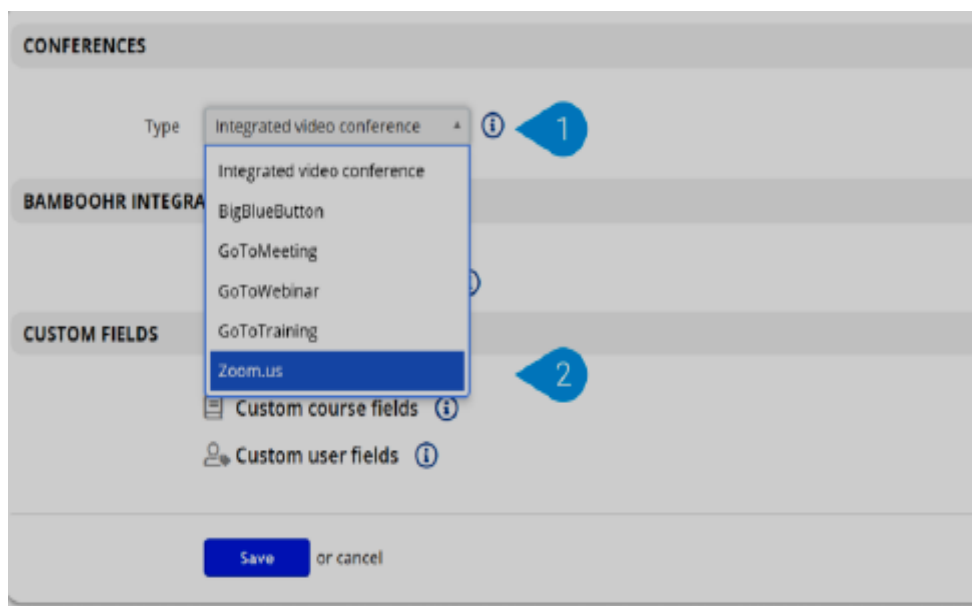 CONFERENCES
Type Integrated video conference 1
Integrated video conference
BAMBOOHR INTEGRA
BigBlueButton
GoToMeeting
GoToWebinar
CUSTOM FIELDS
GoToTraining
Zoom.us 2
Custom course fields
Custom user fields
Save or cancel